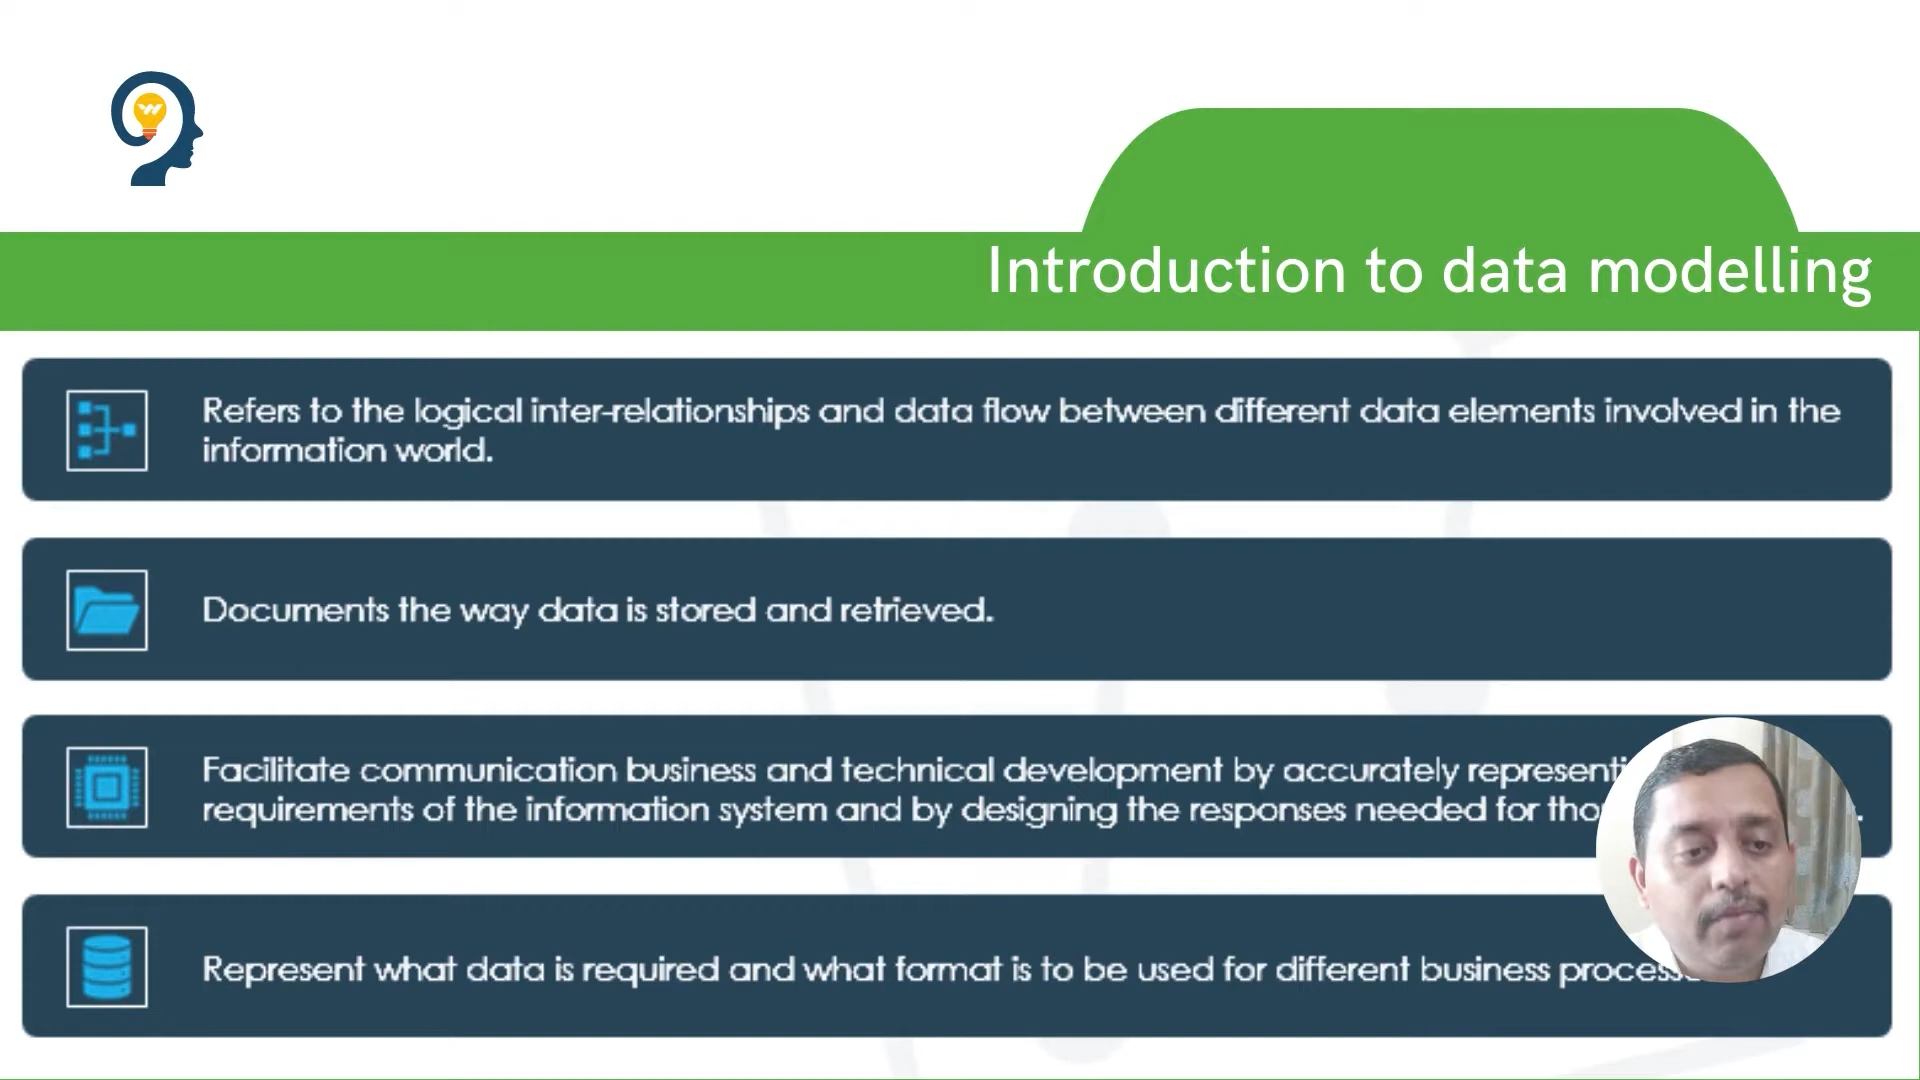 Introduction to data modelling
Refers to the logical inter-relationships and data flow between different data elements involved in the
information world.
Documents the way data is stored and retrieved.
Facilitate communication business and technical development by accurately
requirements of the information system and by designing the responses needed for
Represent what data is required and what format is to be used for different business